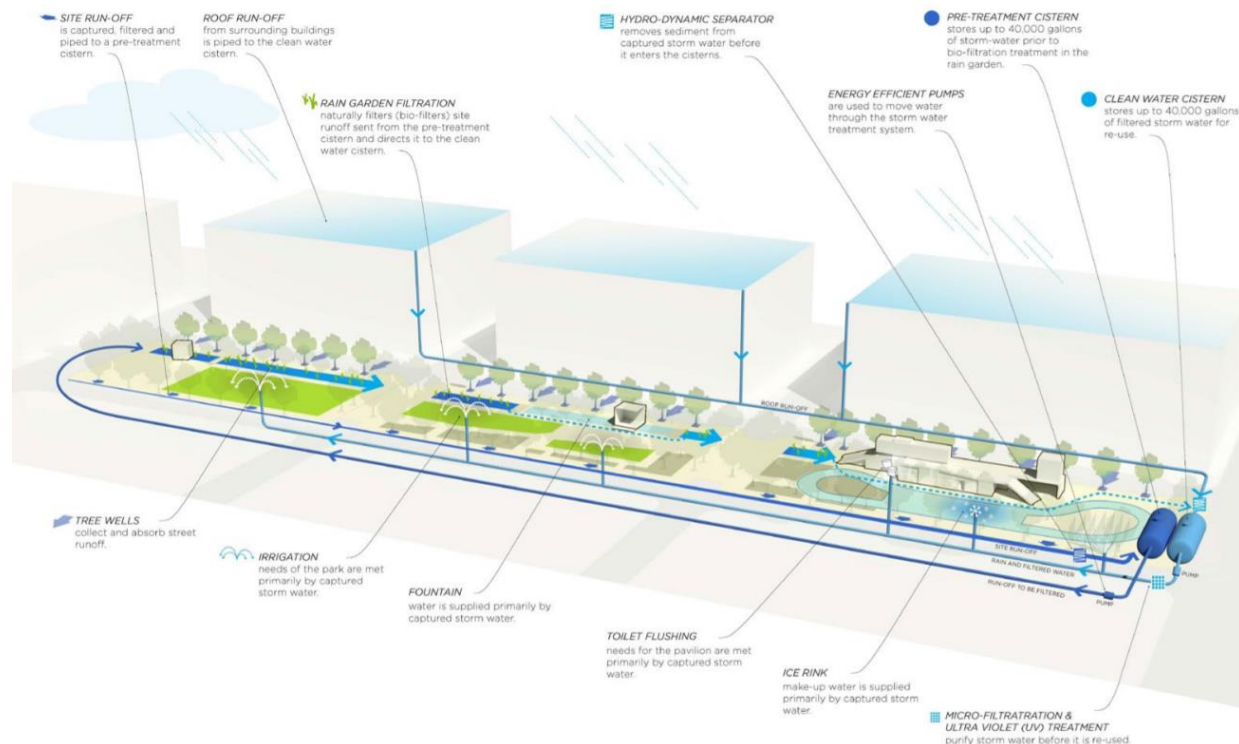 SITE RUN-OFF
is captured, filtered and
piped to a pre-treatment
cistern.
ROOF RUN-OFF
from surrounding buildings
is piped to the clean water
cistern.
HYDRO-DYNAMIC SEPARATOR
removes sediment from
captured storm water before
it enters the cisterns.
PRE-TREATMENT CISTERN
stores up to 40,000 gallons
of storm-water prior to
bio-filtration treatment in the
rain garden.
RAIN GARDEN FILTRATION
naturally filters (bio-filters) site
runoff sent from the pre-treatment
cistern and directs it to the clean
water cistern.
ENERGY EFFICIENT PUMPS
are used to move water
through the storm water
treatment system.
CLEAN WATER CISTERN
stores up to 40,000 gallons
of filtered storm water for
re-use.
ROOF RUN-OFF
SITE RUN-OFF
RAIN AND FILTERED WATER
RUN-OFF TO BE FILTERED
PUMP
PUMP
TREE WELLS
collect and absorb street
runoff.
IRRIGATION
needs of the park are met
primarily by captured
storm water.
FOUNTAIN
water is supplied primarily by
captured storm water.
TOILET FLUSHING
needs for the pavilion are met
primarily by captured storm
water.
ICE RINK
make-up water is supplied
primarily by captured storm
water.
MICRO-FILTRATRATION &
ULTRA VIOLET (UV) TREATMENT
purify storm water before it is re-used.